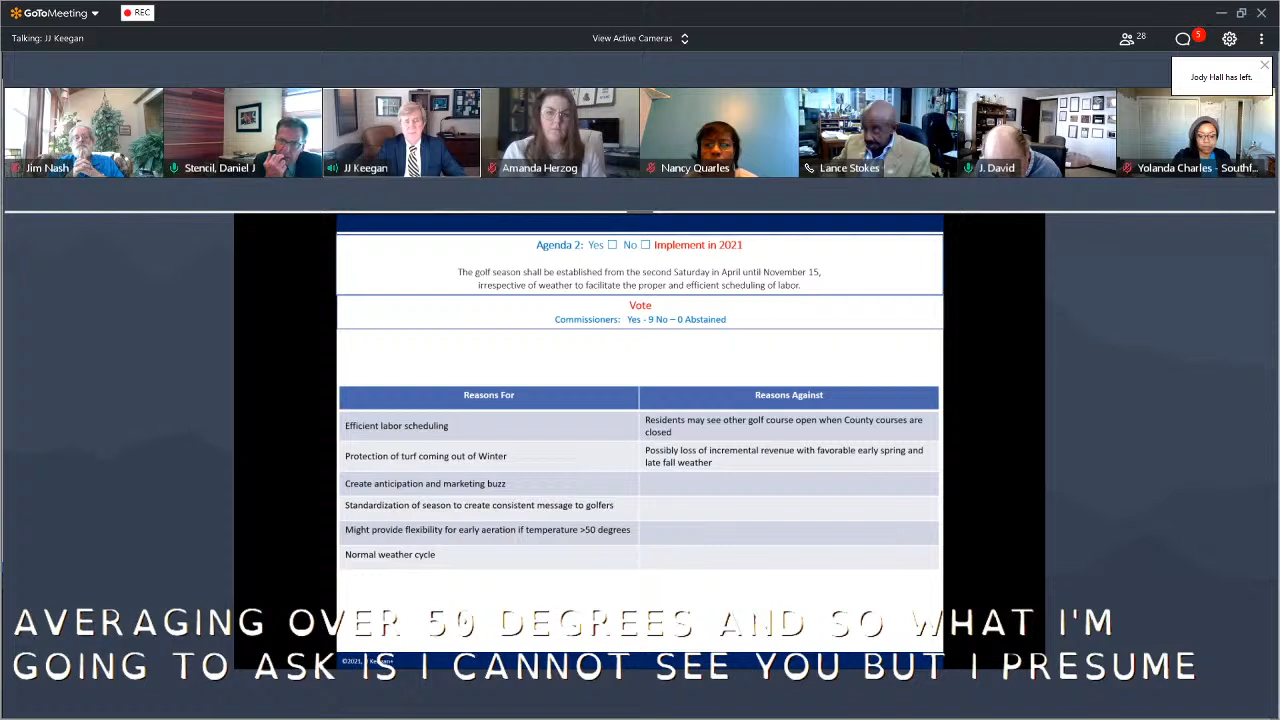 GoToMeeting
REC
Talking: JJ Keegan
View Active Cameras
28
5
Jody Hall has left.
Jim Nash
Stencil, Daniel J
JJ Keegan
Amanda Herzog
Nancy Quarles
Lance Stokes
J. David
Yolanda Charles - Southf...
Agenda 2: Yes ☐ No ☐ Implement in 2021
The golf season shall be established from the second Saturday in April until November 15,
irrespective of weather to facilitate the proper and efficient scheduling of labor.
Vote
Commissioners: Yes - 9 No – 0 Abstained
Reasons For
Reasons Against
Efficient labor scheduling
Residents may see other golf course open when County courses are
closed
Protection of turf coming out of Winter
Possibly loss of incremental revenue with favorable early spring and
late fall weather
Create anticipation and marketing buzz
Standardization of season to create consistent message to golfers
Might provide flexibility for early aeration if temperature >50 degrees
Normal weather cycle
AVERAGING OVER 50 DEGREES AND SO WHAT I'M
GOING TO ASK IS I CANNOT SEE YOU BUT I PRESUME